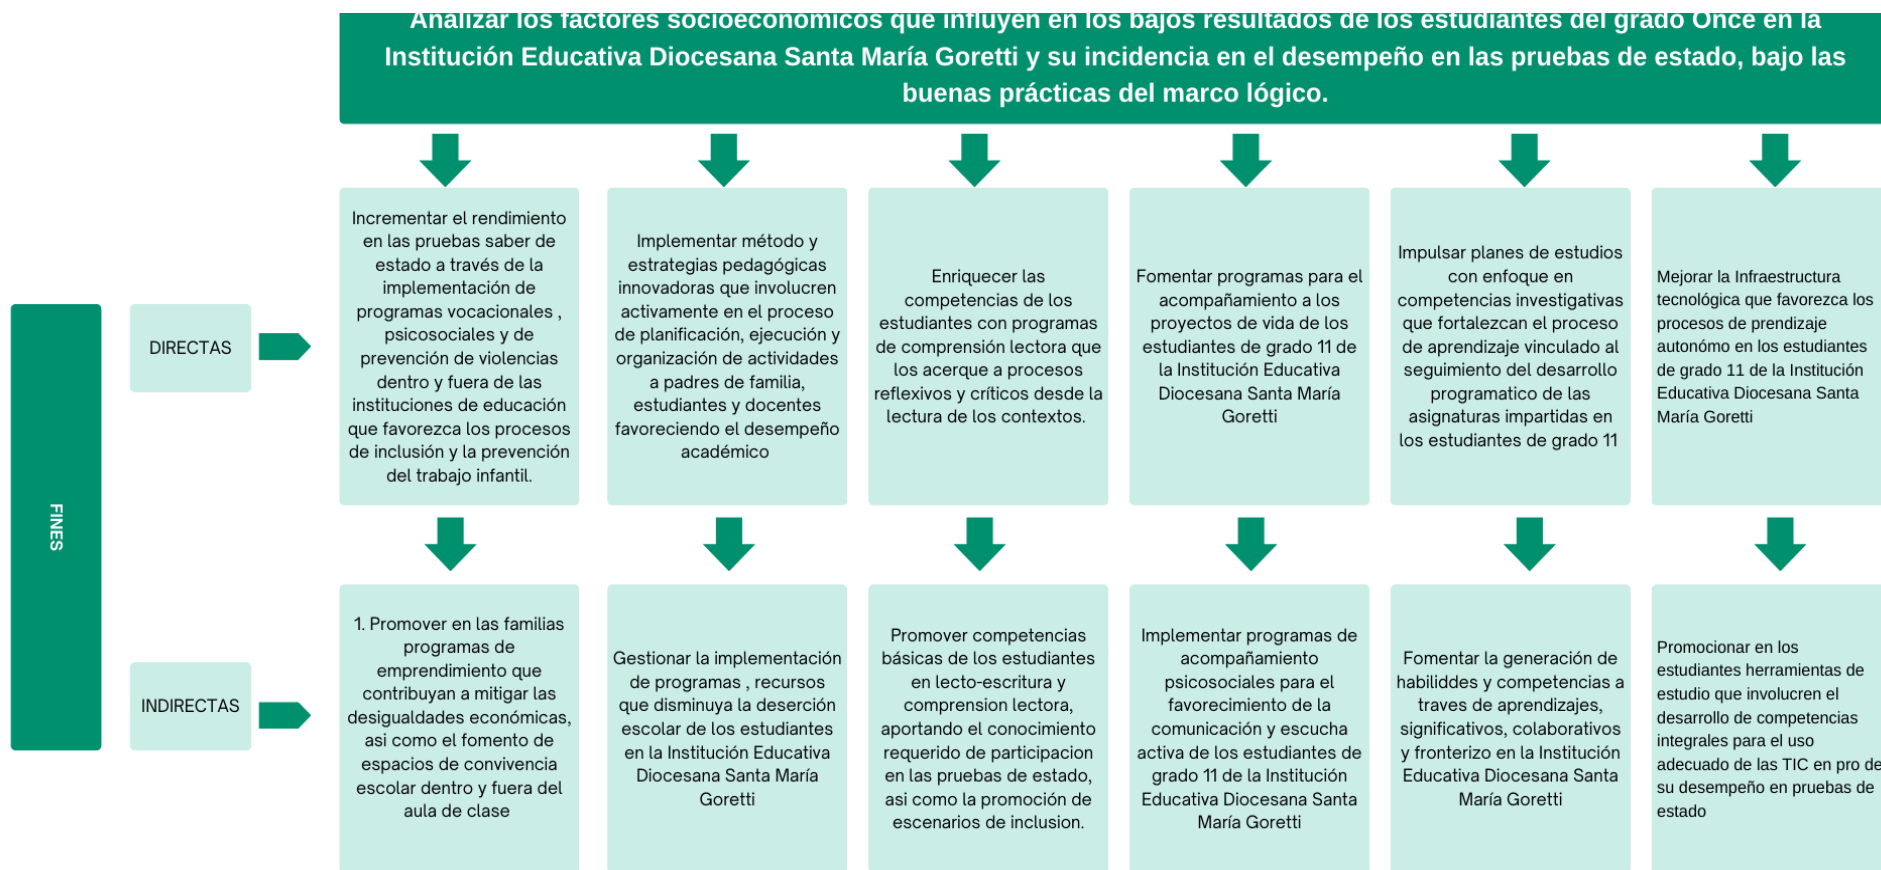 Analizar los factores socioeconomicos que influyen en los bajos resultados de los estudiantes del grado Once en la
Institución Educativa Diocesana Santa María Goretti y su incidencia en el desempeño en las pruebas de estado, bajo las
buenas prácticas del marco lógico.
FINES
DIRECTAS
Incrementar el rendimiento
en las pruebas saber de
estado a través de la
implementación de
programas vocacionales ,
psicosociales y de
prevención de violencias
dentro y fuera de las
instituciones de educación
que favorezca los procesos
de inclusión y la prevención
del trabajo infantil.
Implementar método y
estrategias pedagógicas
innovadoras que involucren
activamente en el proceso
de planificación, ejecución y
organización de actividades
a padres de familia,
estudiantes y docentes
favoreciendo el desempeño
académico
Enriquecer las
competencias de los
estudiantes con programas
de comprensión lectora que
los acerque a procesos
reflexivos y críticos desde la
lectura de los contextos.
Fomentar programas para el
acompañamiento a los
proyectos de vida de los
estudiantes de grado 11 de
la Institución Educativa
Diocesana Santa María
Goretti
Impulsar planes de estudios
con enfoque en
competencias investigativas
que fortalezcan el proceso
de aprendizaje vinculado al
seguimiento del desarrollo
programatico de las
asignaturas impartidas en
los estudiantes de grado 11
Mejorar la Infraestructura
tecnológica que favorezca los
procesos de prendizaje
autonómo en los estudiantes
de grado 11 de la Institución
Educativa Diocesana Santa
María Goretti
INDIRECTAS
1. Promover en las familias
programas de
emprendimiento que
contribuyan a mitigar las
desigualdades económicas,
asi como el fomento de
espacios de convivencia
escolar dentro y fuera del
aula de clase
Gestionar la implementación
de programas , recursos
que disminuya la deserción
escolar de los estudiantes
en la Institución Educativa
Diocesana Santa María
Goretti
Promover competencias
básicas de los estudiantes
en lecto-escritura y
comprension lectora,
aportando el conocimiento
requerido de participacion
en las pruebas de estado,
asi como la promoción de
escenarios de inclusion.
Implementar programas de
acompañamiento
psicosociales para el
favorecimiento de la
comunicación y escucha
activa de los estudiantes de
grado 11 de la Institución
Educativa Diocesana Santa
María Goretti
Fomentar la generación de
habiliddes y competencias a
traves de aprendizajes,
significativos, colaborativos
y fronterizo en la Institución
Educativa Diocesana Santa
María Goretti
Promocionar en los
estudiantes herramientas de
estudio que involucren el
desarrollo de competencias
integrales para el uso
adecuado de las TIC en pro de
su desempeño en pruebas de
estado